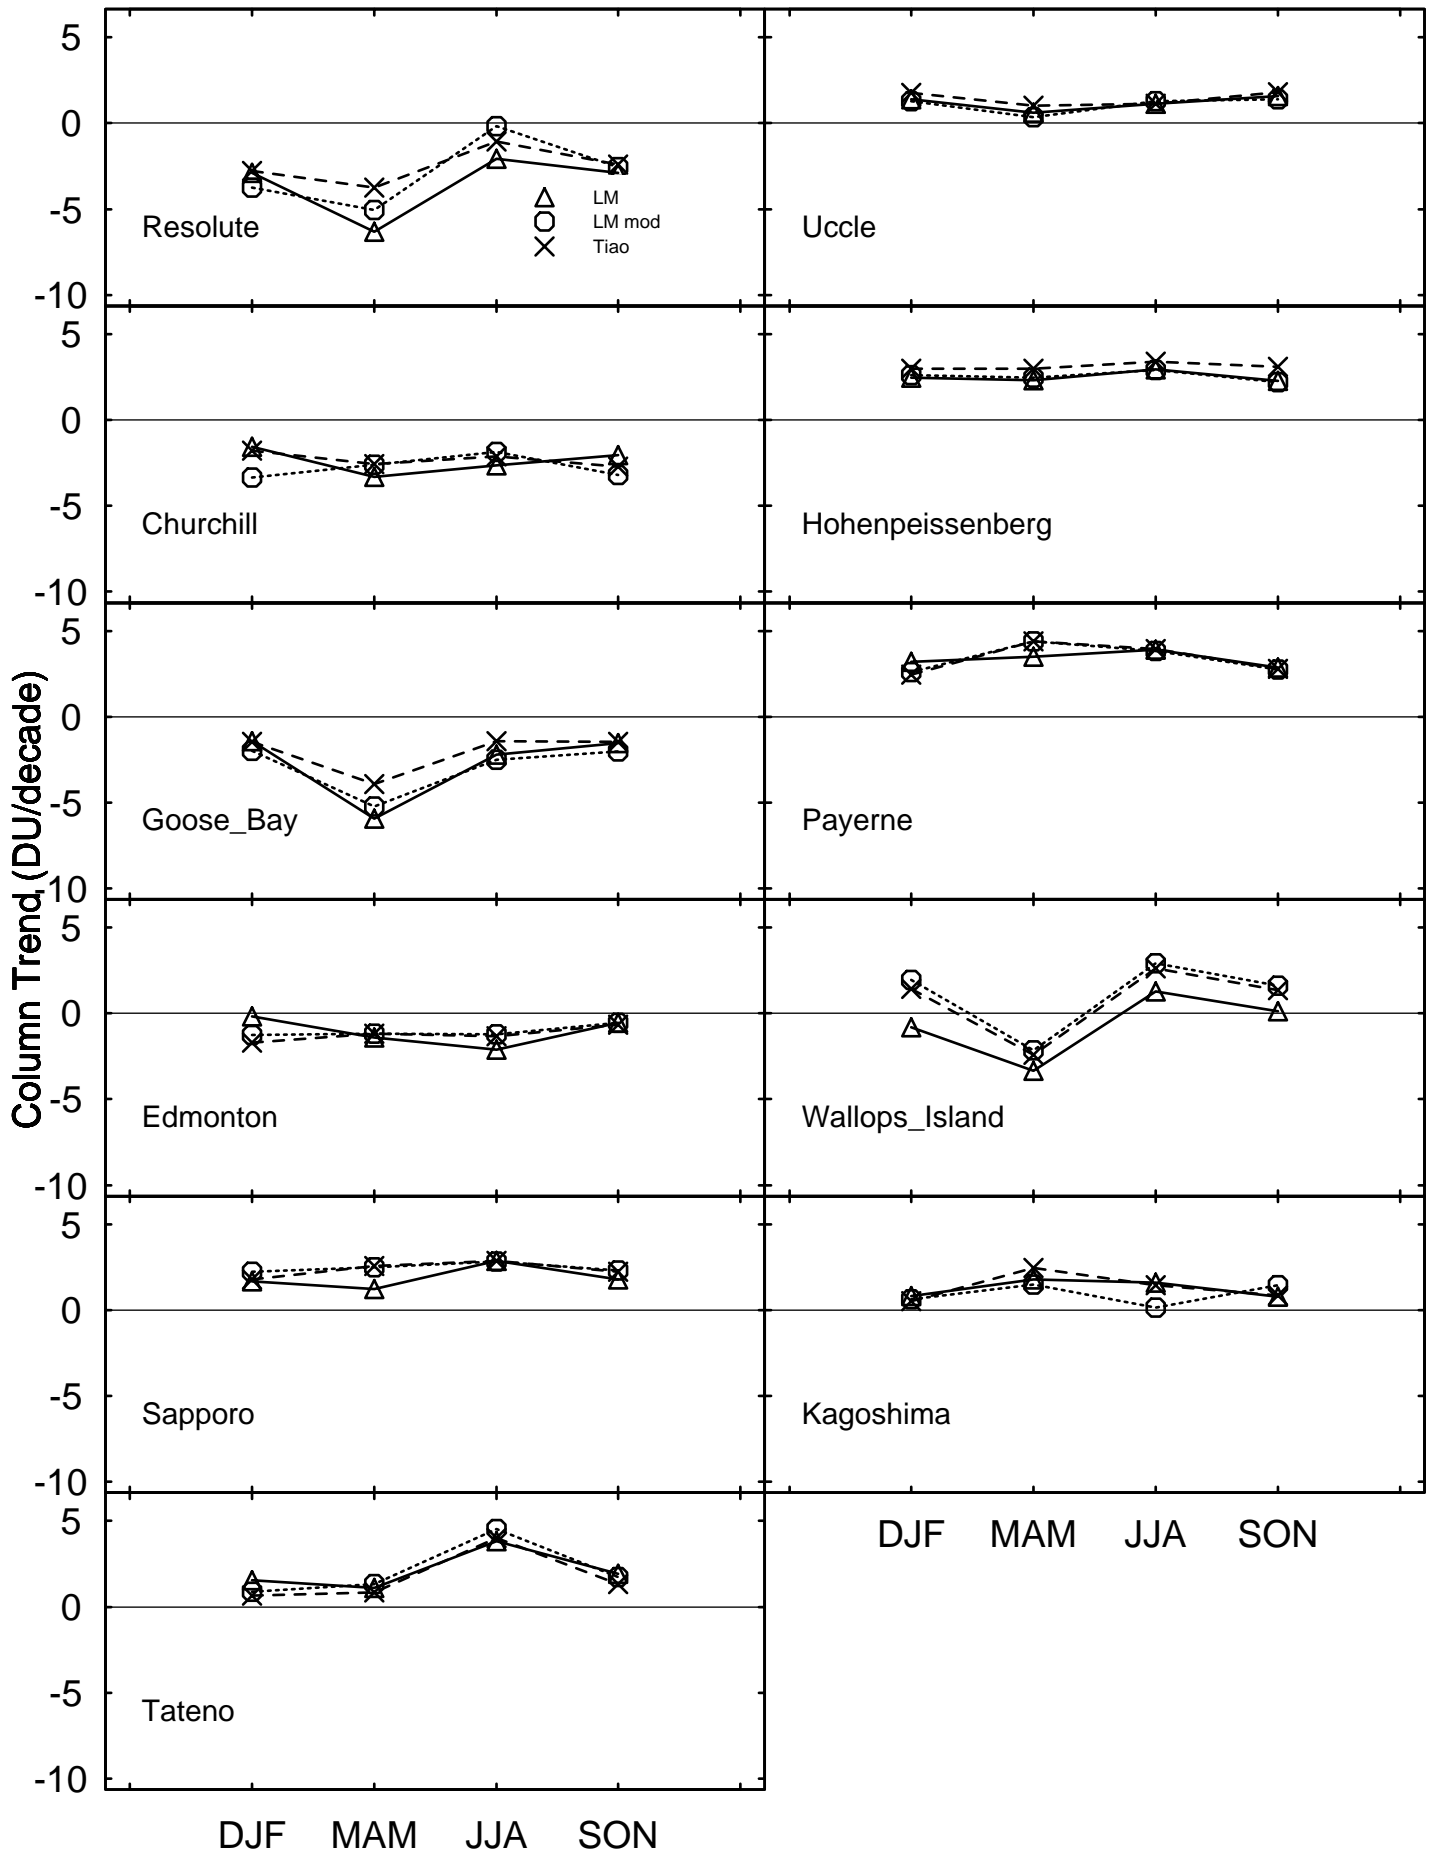 5
0
-5
-10
Resolute
LM
LM mod
Tiao
Uccle
5
0
-5
-10
Churchill
Hohenpeissenberg
5
0
-5
-10
Goose_Bay
Payerne
Column Trend (DU/decade)
5
0
-5
-10
Edmonton
Wallops_Island
5
0
-5
-10
Sapporo
Kagoshima
DJF MAM JJA SON
5
0
-5
-10
Tateno
DJF MAM JJA SON